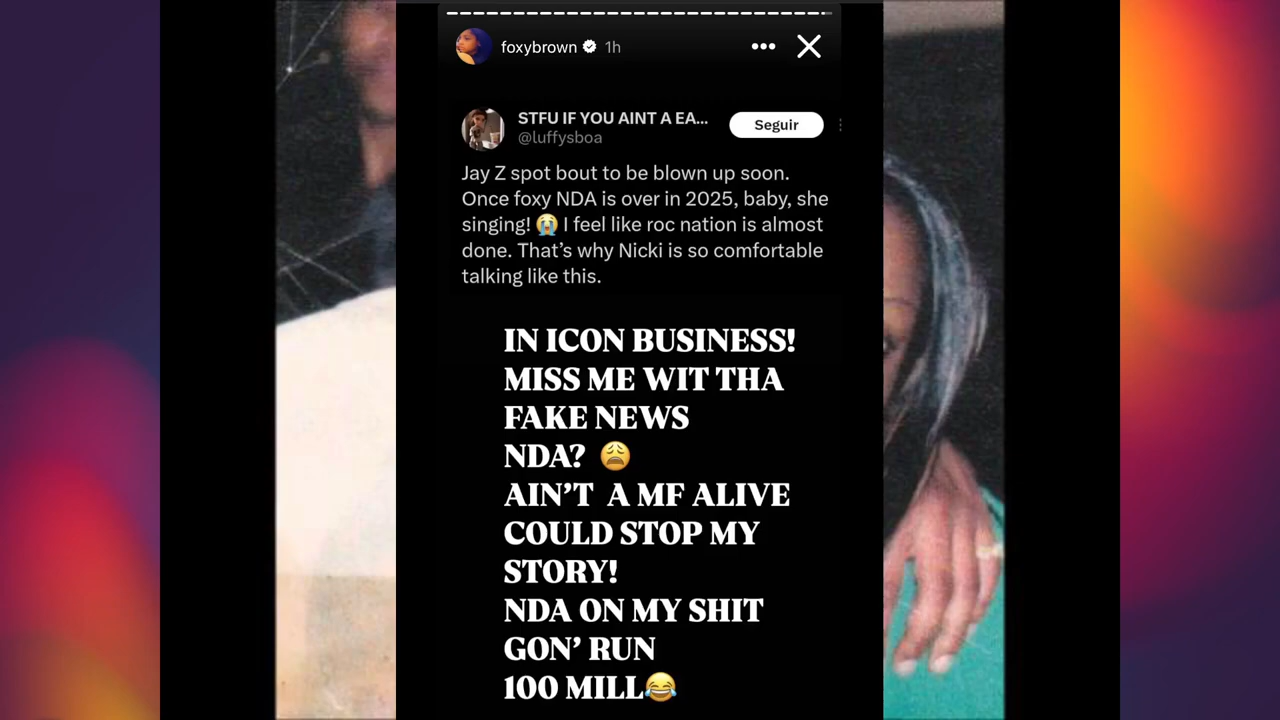 foxybrown 1h
STFU IF YOU AINT A EA...
@luffysboa
Seguir
Jay Z spot bout to be blown up soon.
Once foxy NDA is over in 2025, baby, she
singing! 😭 I feel like roc nation is almost
done. That’s why Nicki is so comfortable
talking like this.
IN ICON BUSINESS!
MISS ME WIT THA
FAKE NEWS
NDA? 😩
AIN’T A MF ALIVE
COULD STOP MY
STORY!
NDA ON MY SHIT
GON’ RUN
100 MILL😂